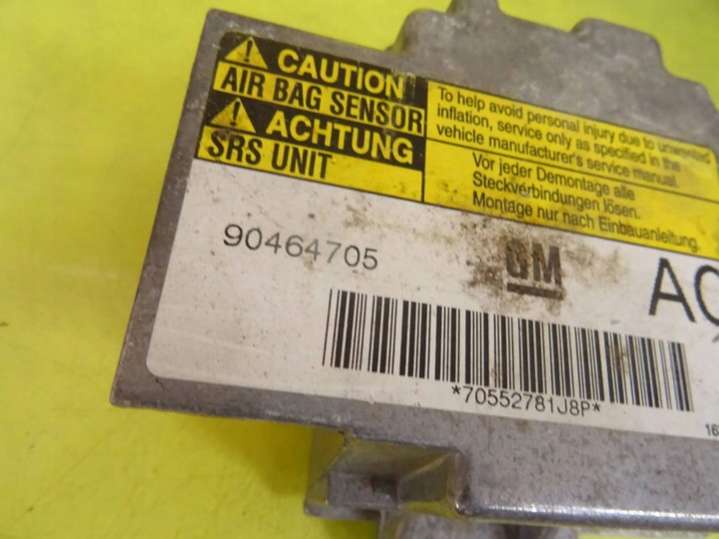 CAUTION
AIR BAG SENSOR
ACHTUNG
SRS UNIT
To help avoid personal injury due to unwanted
inflation, service only as specified in the
vehicle manufacturer's service manual.
Vor jeder Demontage alle
Steckverbindungen lösen.
Montage nur nach Einbauanleitung.
90464705
GM
*70552781J8P*
16